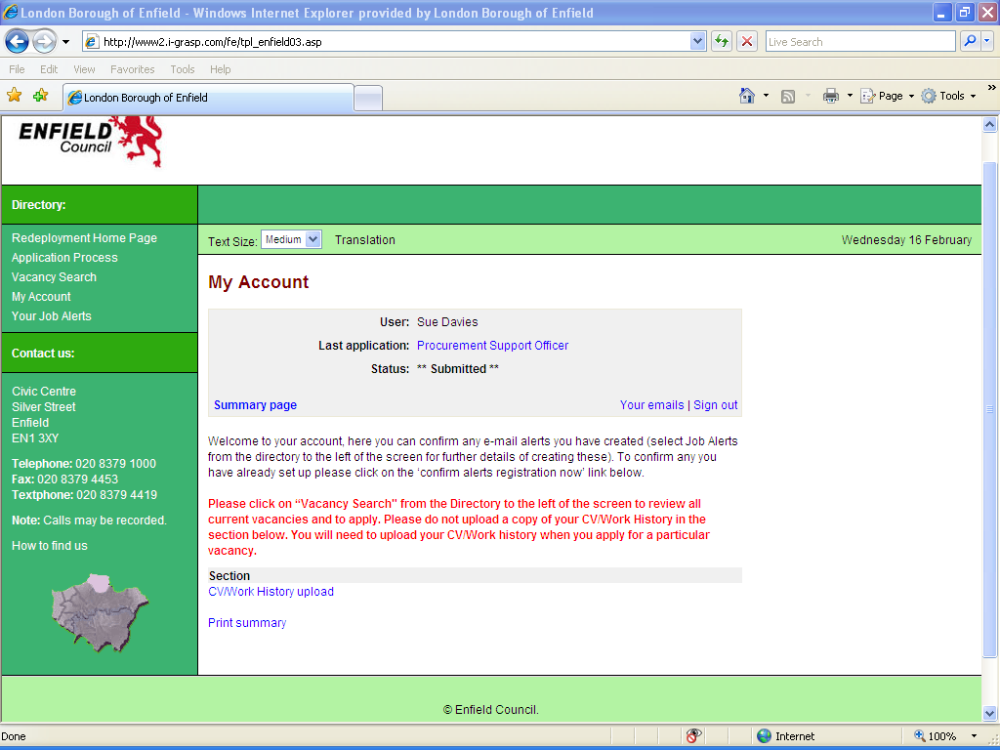 London Borough of Enfield - Windows Internet Explorer provided by London Borough of Enfield
http://www2.i-grasp.com/fe/tpl_enfield03.asp
Live Search
File Edit View Favorites Tools Help
London Borough of Enfield
Page Tools »
ENFIELD
Council
Directory:
Redeployment Home Page
Application Process
Vacancy Search
My Account
Your Job Alerts
Contact us:
Civic Centre
Silver Street
Enfield
EN1 3XY
Telephone: 020 8379 1000
Fax: 020 8379 4453
Textphone: 020 8379 4419
Note: Calls may be recorded.
How to find us
Text Size: Medium Translation Wednesday 16 February
My Account
User: Sue Davies
Last application: Procurement Support Officer
Status: ** Submitted **
Summary page Your emails | Sign out
Welcome to your account, here you can confirm any e-mail alerts you have created (select Job Alerts
from the directory to the left of the screen for further details of creating these). To confirm any you
have already set up please click on the ‘confirm alerts registration now’ link below.
Please click on “Vacancy Search” from the Directory to the left of the screen to review all
current vacancies and to apply. Please do not upload a copy of your CV/Work History in the
section below. You will need to upload your CV/Work history when you apply for a particular
vacancy.
Section
CV/Work History upload
Print summary
© Enfield Council.
Done Internet 100%